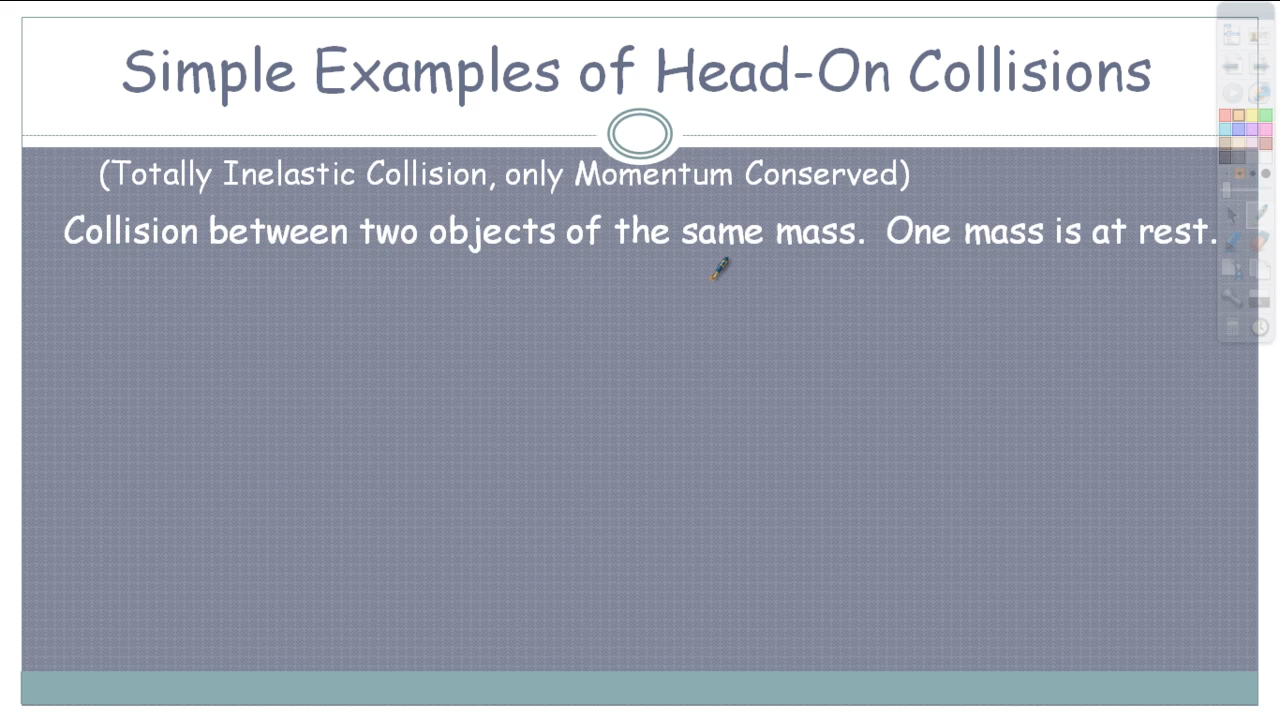 Simple Examples of Head-On Collisions
(Totally Inelastic Collision, only Momentum Conserved)
Collision between two objects of the same mass.  One mass is at rest.